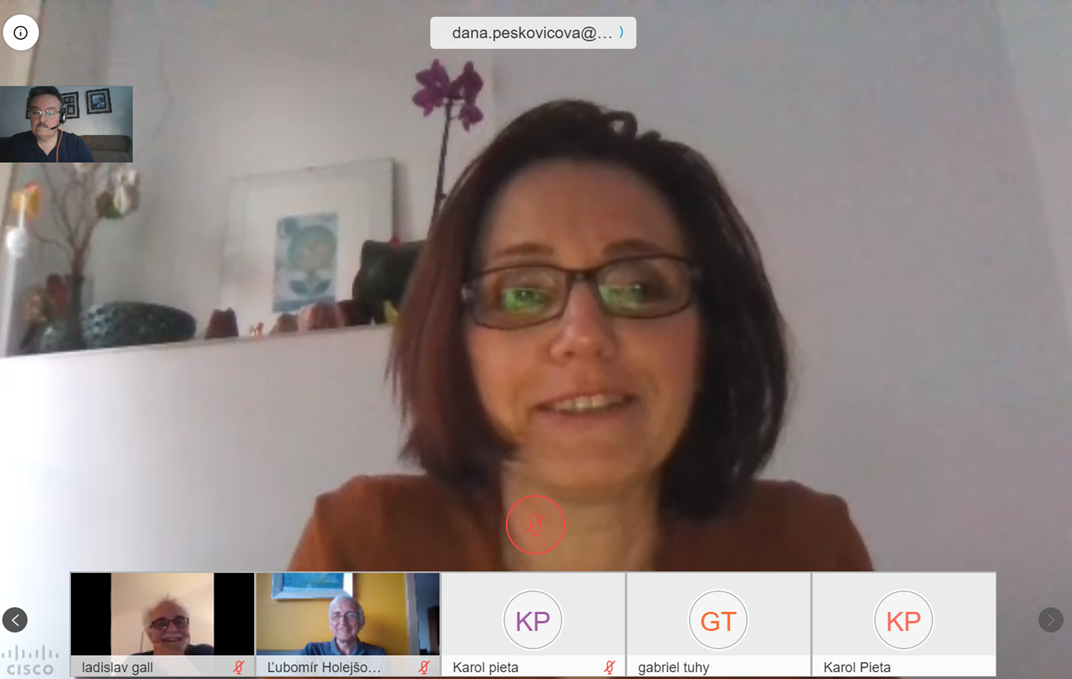 dana.peskovicova@...
KP
GT
KP
ladislav gall
Ľubomír Holejšo...
Karol pieta
gabriel tuhy
Karol Pieta
CISCO